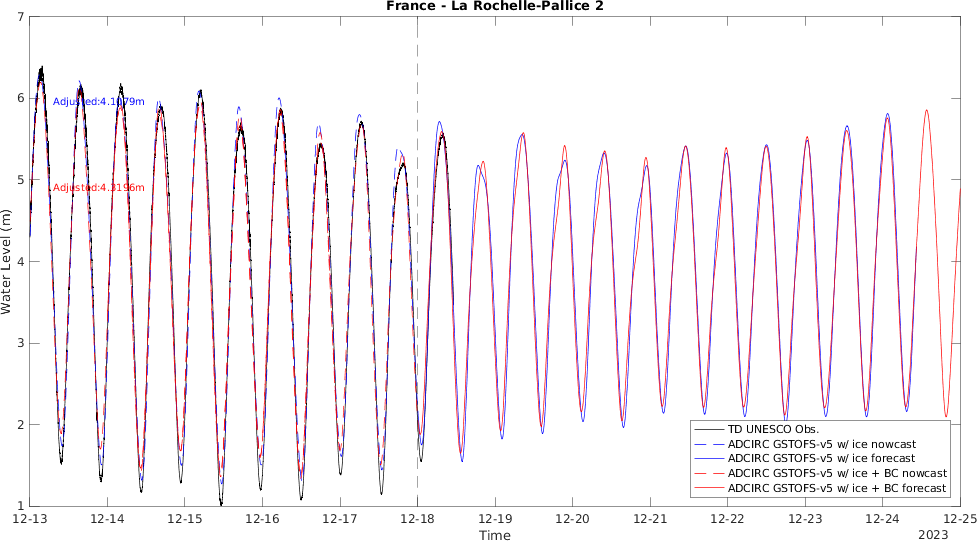 France - La Rochelle-Pallice 2
7
6
5
4
3
2
1
Water Level (m)
Adjusted:4.1079m
Adjusted:4.3196m
TD UNESCO Obs.
ADCIRC GSTOFS-v5 w/ ice nowcast
ADCIRC GSTOFS-v5 w/ ice forecast
ADCIRC GSTOFS-v5 w/ ice + BC nowcast
ADCIRC GSTOFS-v5 w/ ice + BC forecast
12-13 12-14 12-15 12-16 12-17 12-18 12-19 12-20 12-21 12-22 12-23 12-24 12-25
Time
2023